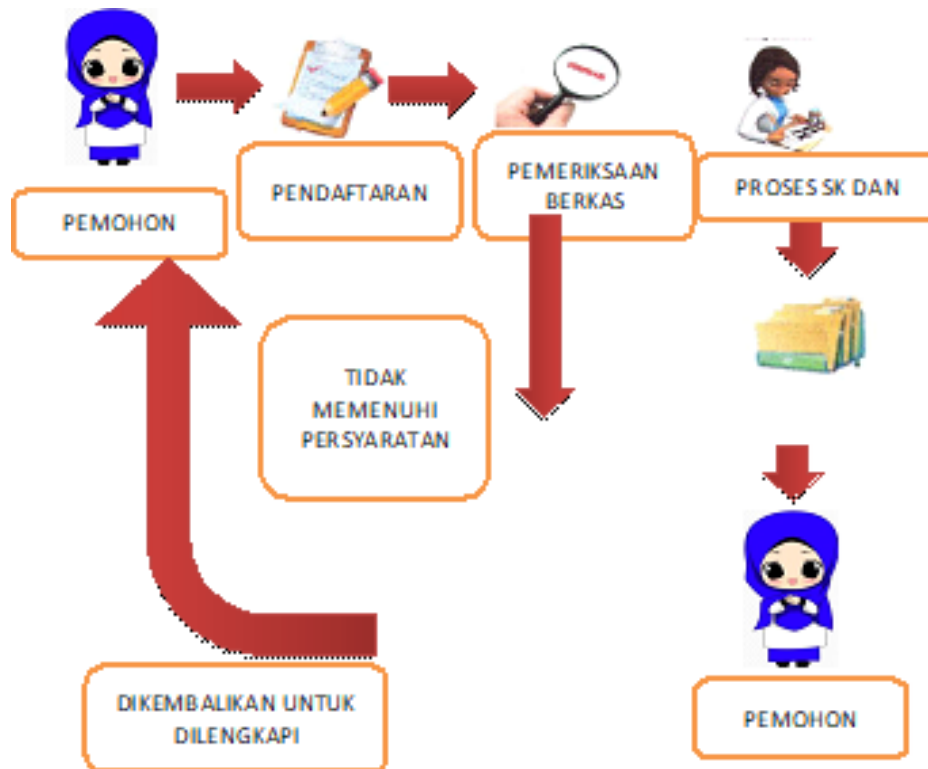 PEMOHON
PENDAFTARAN
PEMERIKSAAN
BERKAS
PROSES SK DAN
TIDAK
MEMENUHI
PERSYARATAN
DIKEMBALIKAN UNTUK
DILENGKAPI
PEMOHON